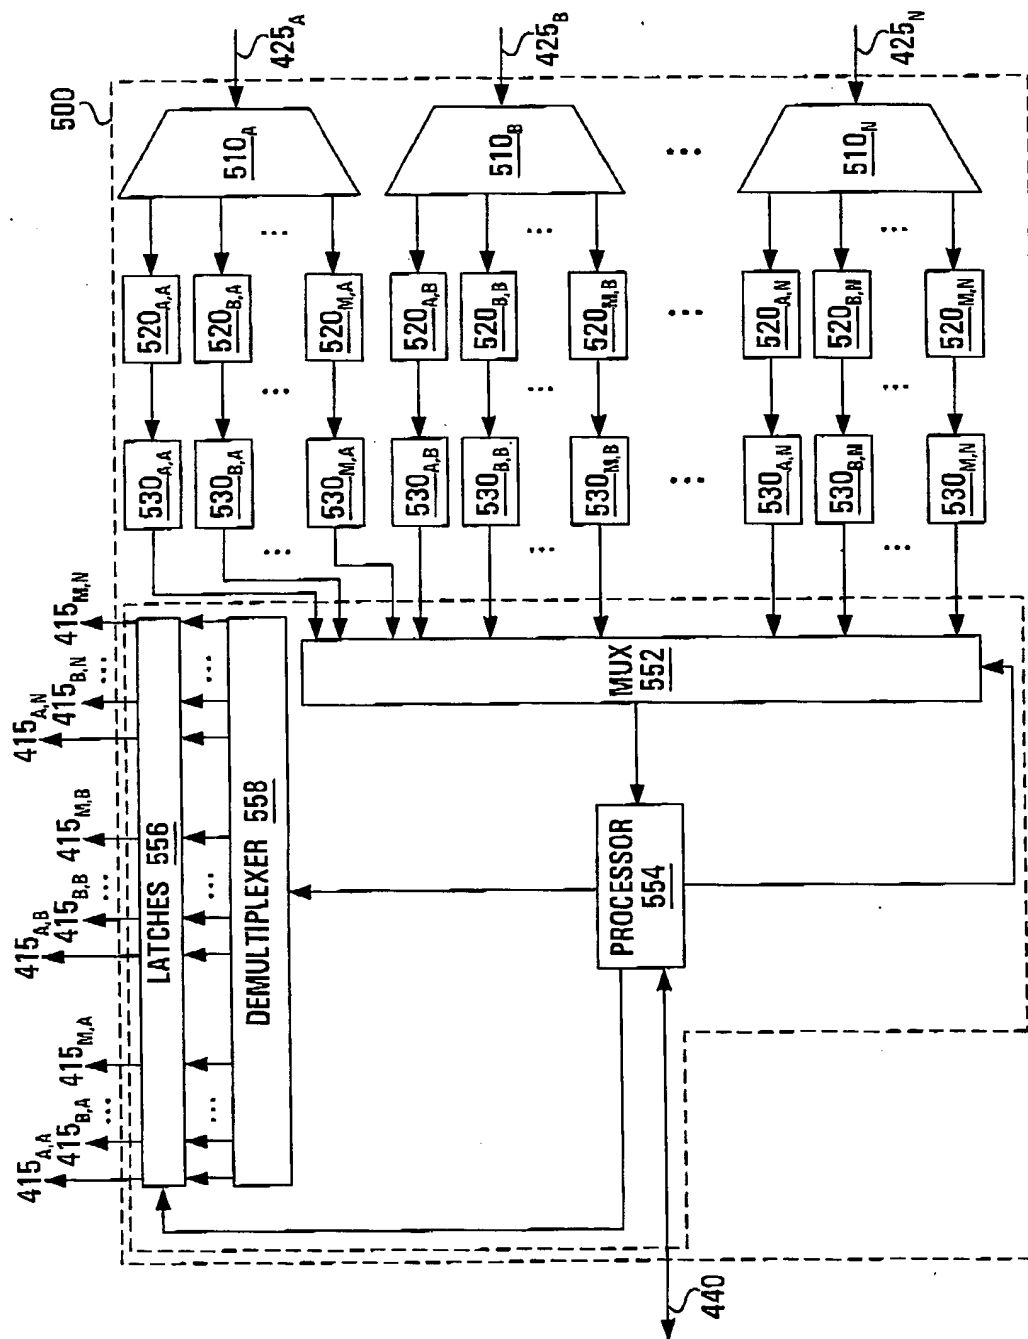 500
425A
425B
425N
510A
510B
...
510N
520A,A
520B,A
...
520M,A
520A,B
520B,B
...
520M,B
...
520A,N
520B,N
...
520M,N
530A,A
530B,A
...
530M,A
530A,B
530B,B
...
530M,B
...
530A,N
530B,N
...
530M,N
415A,A
415B,A
...
415M,A
415A,B
415B,B
...
415M,B
415A,N
415B,N
...
415M,N
LATCHES 556
DEMULTIPLEXER 558
MUX
552
PROCESSOR
554
440